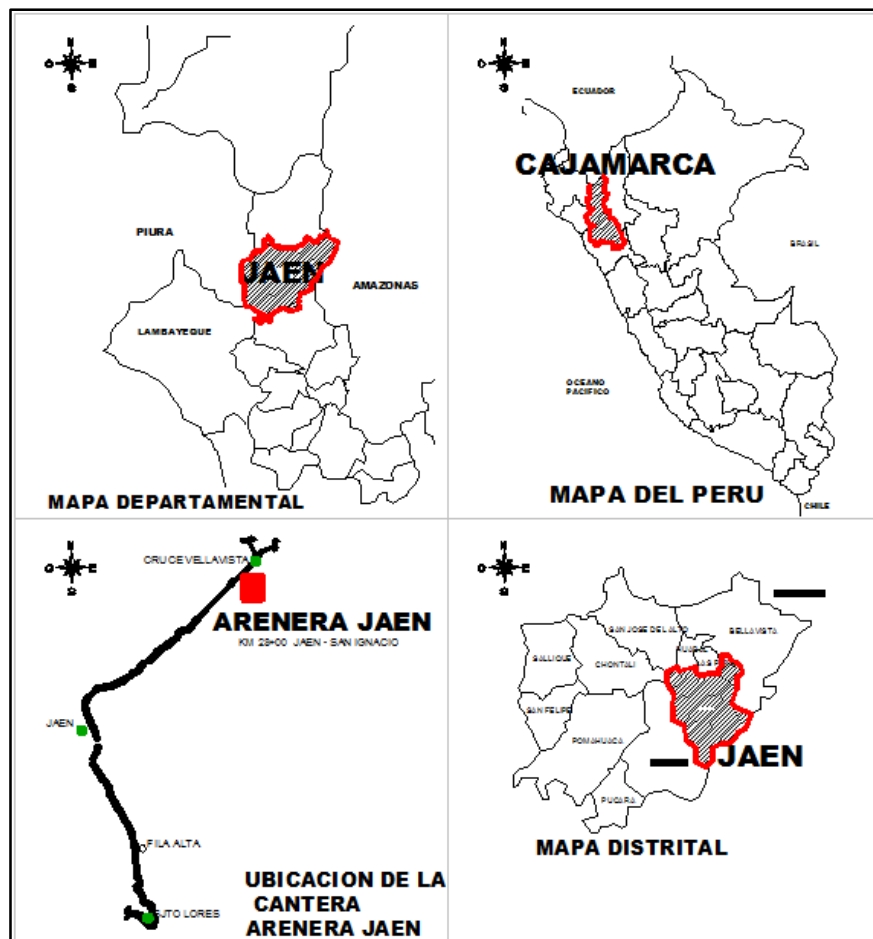 N
O E
S
PIURA
JAEN
AMAZONAS
LAMBAYEQUE
MAPA DEPARTAMENTAL
N
O E
S
ECUADOR
CAJAMARCA
BRASIL
OCEANO
PACIFICO
MAPA DEL PERU
CHILE
N
O E
S
CRUCE VELLAVISTA
ARENERA JAEN
KM 23+00 JAEN - SAN IGNACIO
JAEN
FILA ALTA
UBICACION DE LA
CANTERA
ARENERA JAEN
N
O E
S
SAN JOSE DEL ALTO
BELLAVISTA
SALLIQUE
CHONTALI
SAN FELIPE
POMAHUACA
JAEN
PUCARA
MAPA DISTRITAL